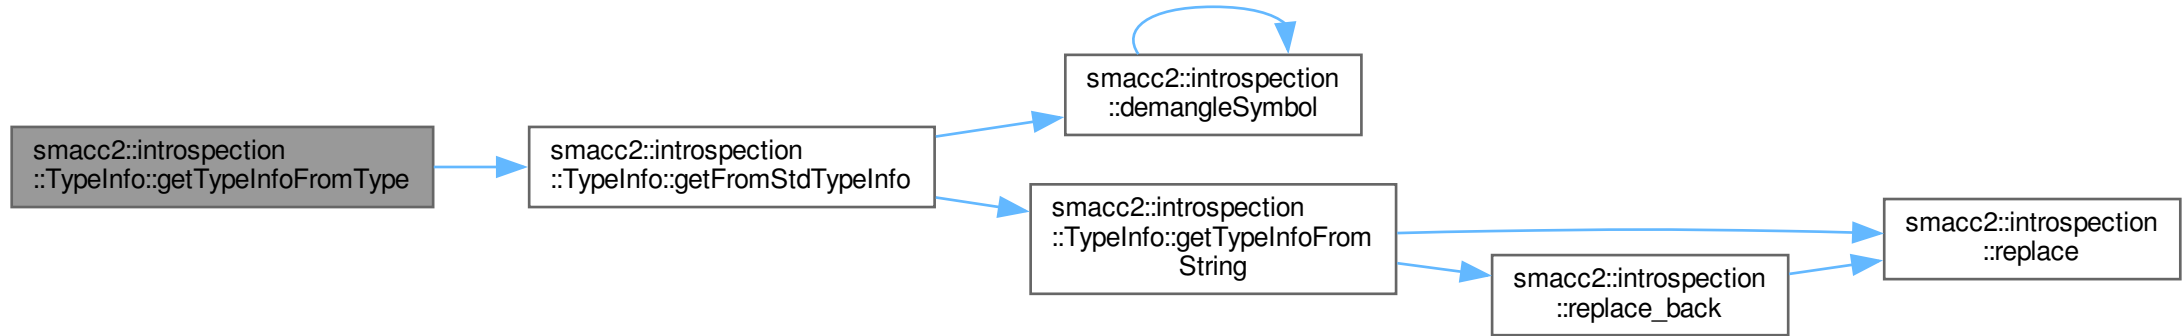 smacc2::introspection
::TypeInfo::getTypeInfoFromType
smacc2::introspection
::TypeInfo::getFromStdTypeInfo
smacc2::introspection
::demangleSymbol
smacc2::introspection
::TypeInfo::getTypeInfoFrom
String
smacc2::introspection
::replace_back
smacc2::introspection
::replace